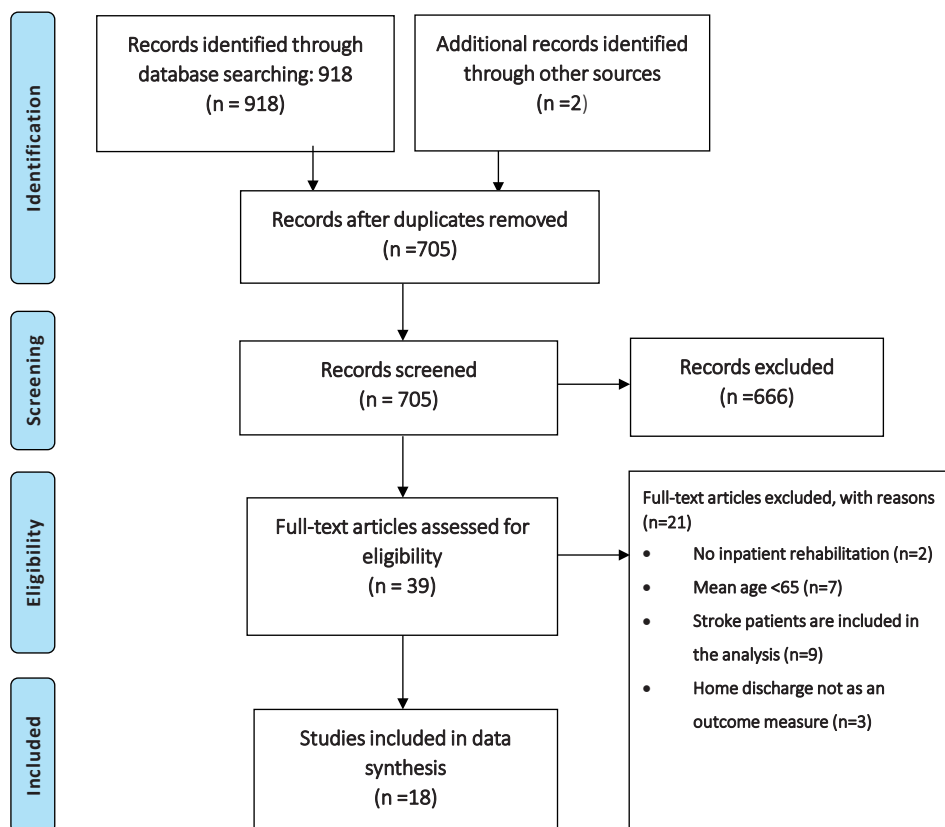 Identification
Records identified through
database searching: 918
(n = 918)
Additional records identified
through other sources
(n =2)
Records after duplicates removed
(n =705)
Screening
Records screened
(n = 705)
Records excluded
(n =666)
Eligibility
Full-text articles assessed for
eligibility
(n = 39)
Full-text articles excluded, with reasons
(n=21)
• No inpatient rehabilitation (n=2)
• Mean age <65 (n=7)
• Stroke patients are included in
the analysis (n=9)
• Home discharge not as an
outcome measure (n=3)
Included
Studies included in data
synthesis
(n =18)